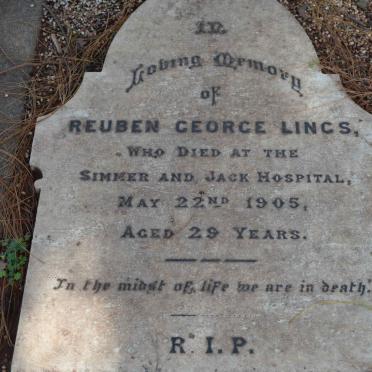 In
Loving Memory
of
REUBEN GEORGE LINGS,
WHO DIED AT THE
SIMMER AND JACK HOSPITAL,
MAY 22ND 1905,
AGED 29 YEARS.
In the midst of life we are in death.
R.I.P.